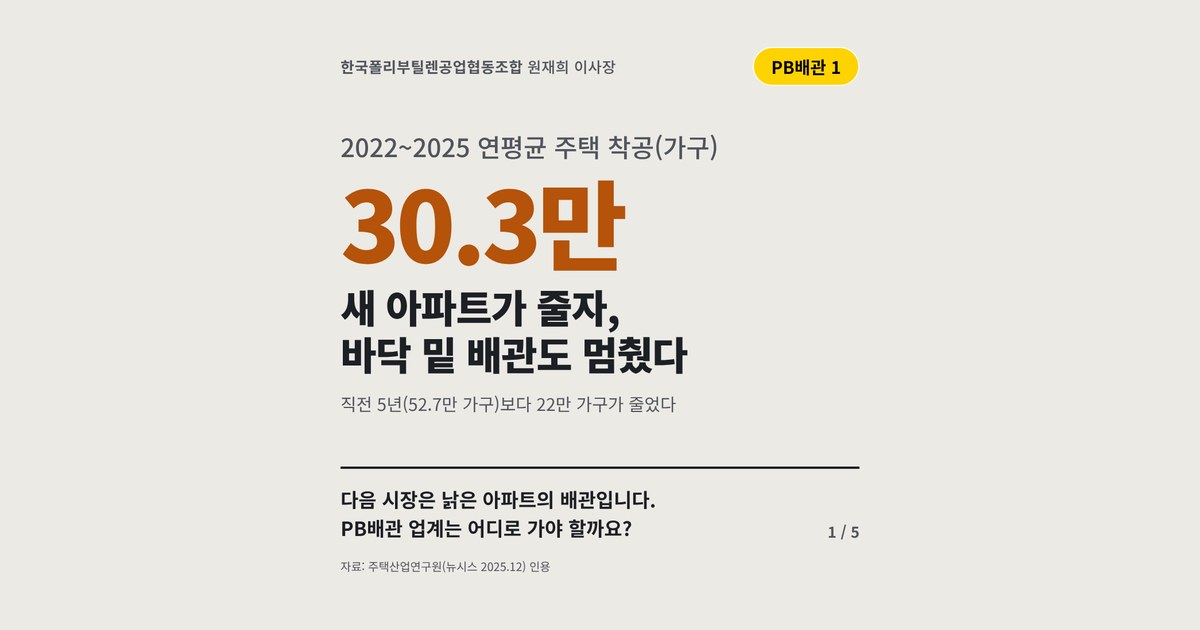 한국폴리부틸렌공업협동조합 원재희 이사장
PB배관 1
2022~2025 연평균 주택 착공(가구)
30.3만
새 아파트가 줄자,
바닥 밑 배관도 멈췄다
직전 5년(52.7만 가구)보다 22만 가구가 줄었다
다음 시장은 낡은 아파트의 배관입니다.
PB배관 업계는 어디로 가야 할까요?
1 / 5
자료: 주택산업연구원(뉴시스 2025.12) 인용